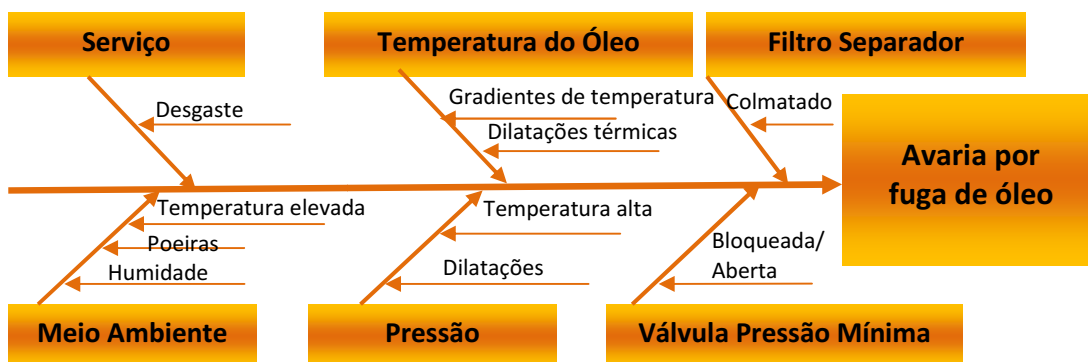 Serviço
Temperatura do Óleo
Filtro Separador
Desgaste
Gradientes de temperatura
Dilatações térmicas
Colmatado
Avaria por
fuga de óleo
Temperatura elevada
Poeiras
Humidade
Temperatura alta
Dilatações
Bloqueada/
Aberta
Meio Ambiente
Pressão
Válvula Pressão Mínima